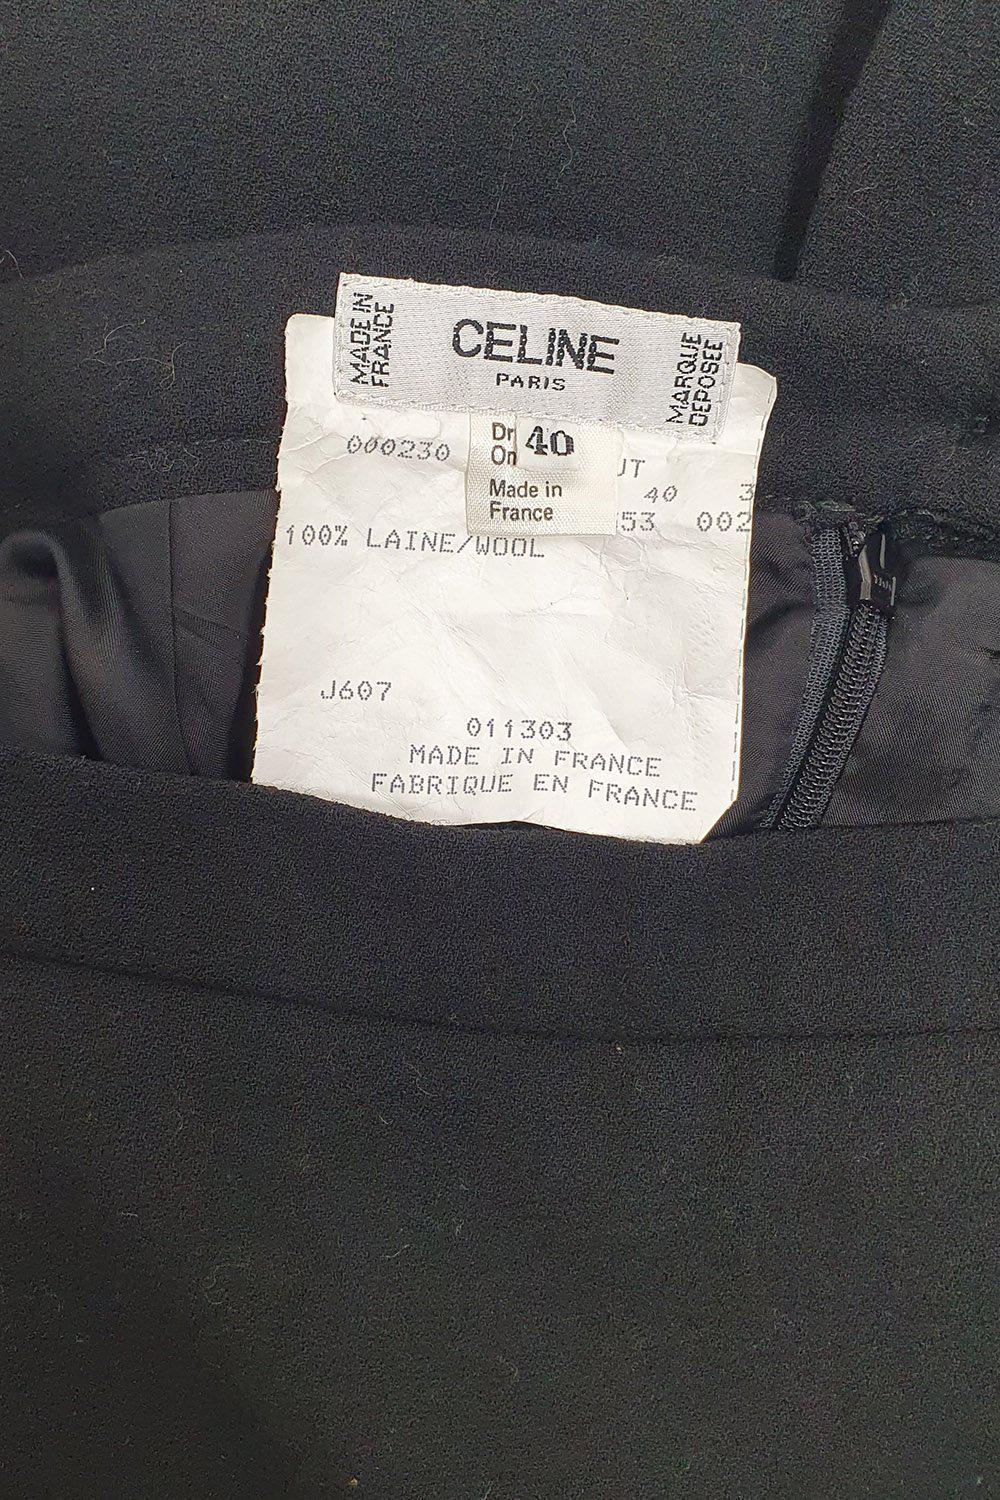 MADE IN
FRANCE
CELINE
PARIS
MARQUE
DEPOSEE
000230
40
Made in
France
40
002
100% LAINE/WOOL
J607
011303
MADE IN FRANCE
FABRIQUE EN FRANCE